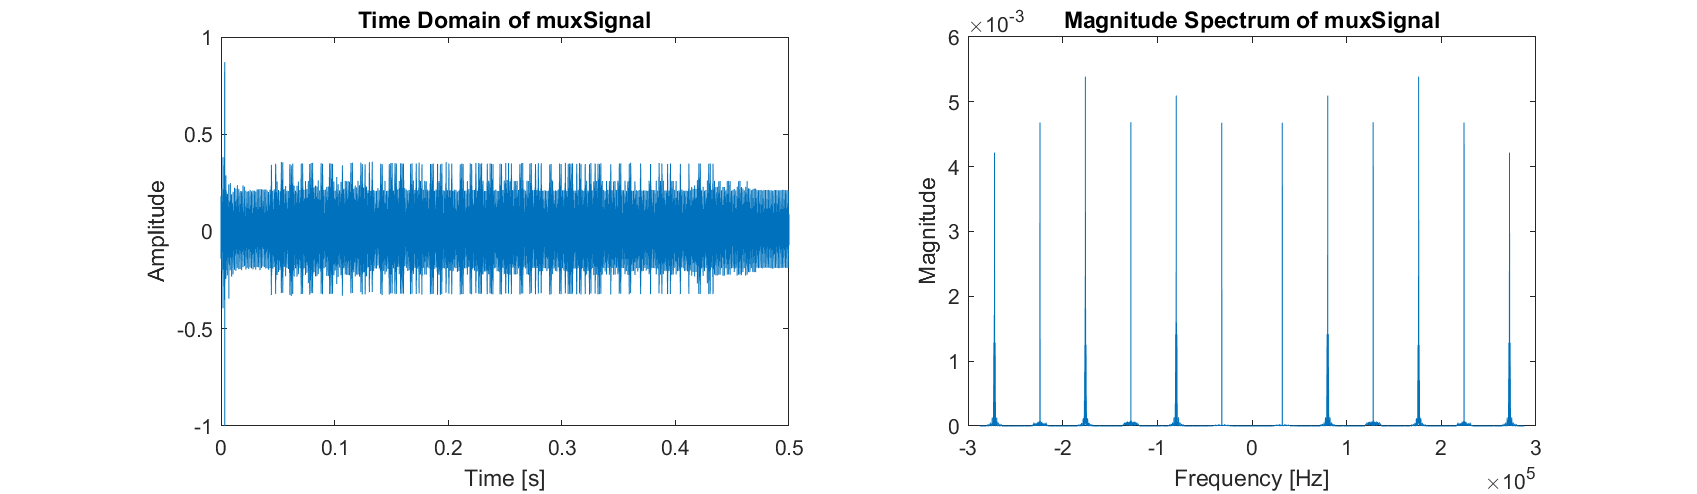 Time Domain of muxSignal
1
0.5
0
-0.5
-1
Amplitude
0 0.1 0.2 0.3 0.4 0.5
Time [s]
×10-3
Magnitude Spectrum of muxSignal
6
5
4
3
2
1
0
Magnitude
-3 -2 -1 0 1 2 3
Frequency [Hz]
×105